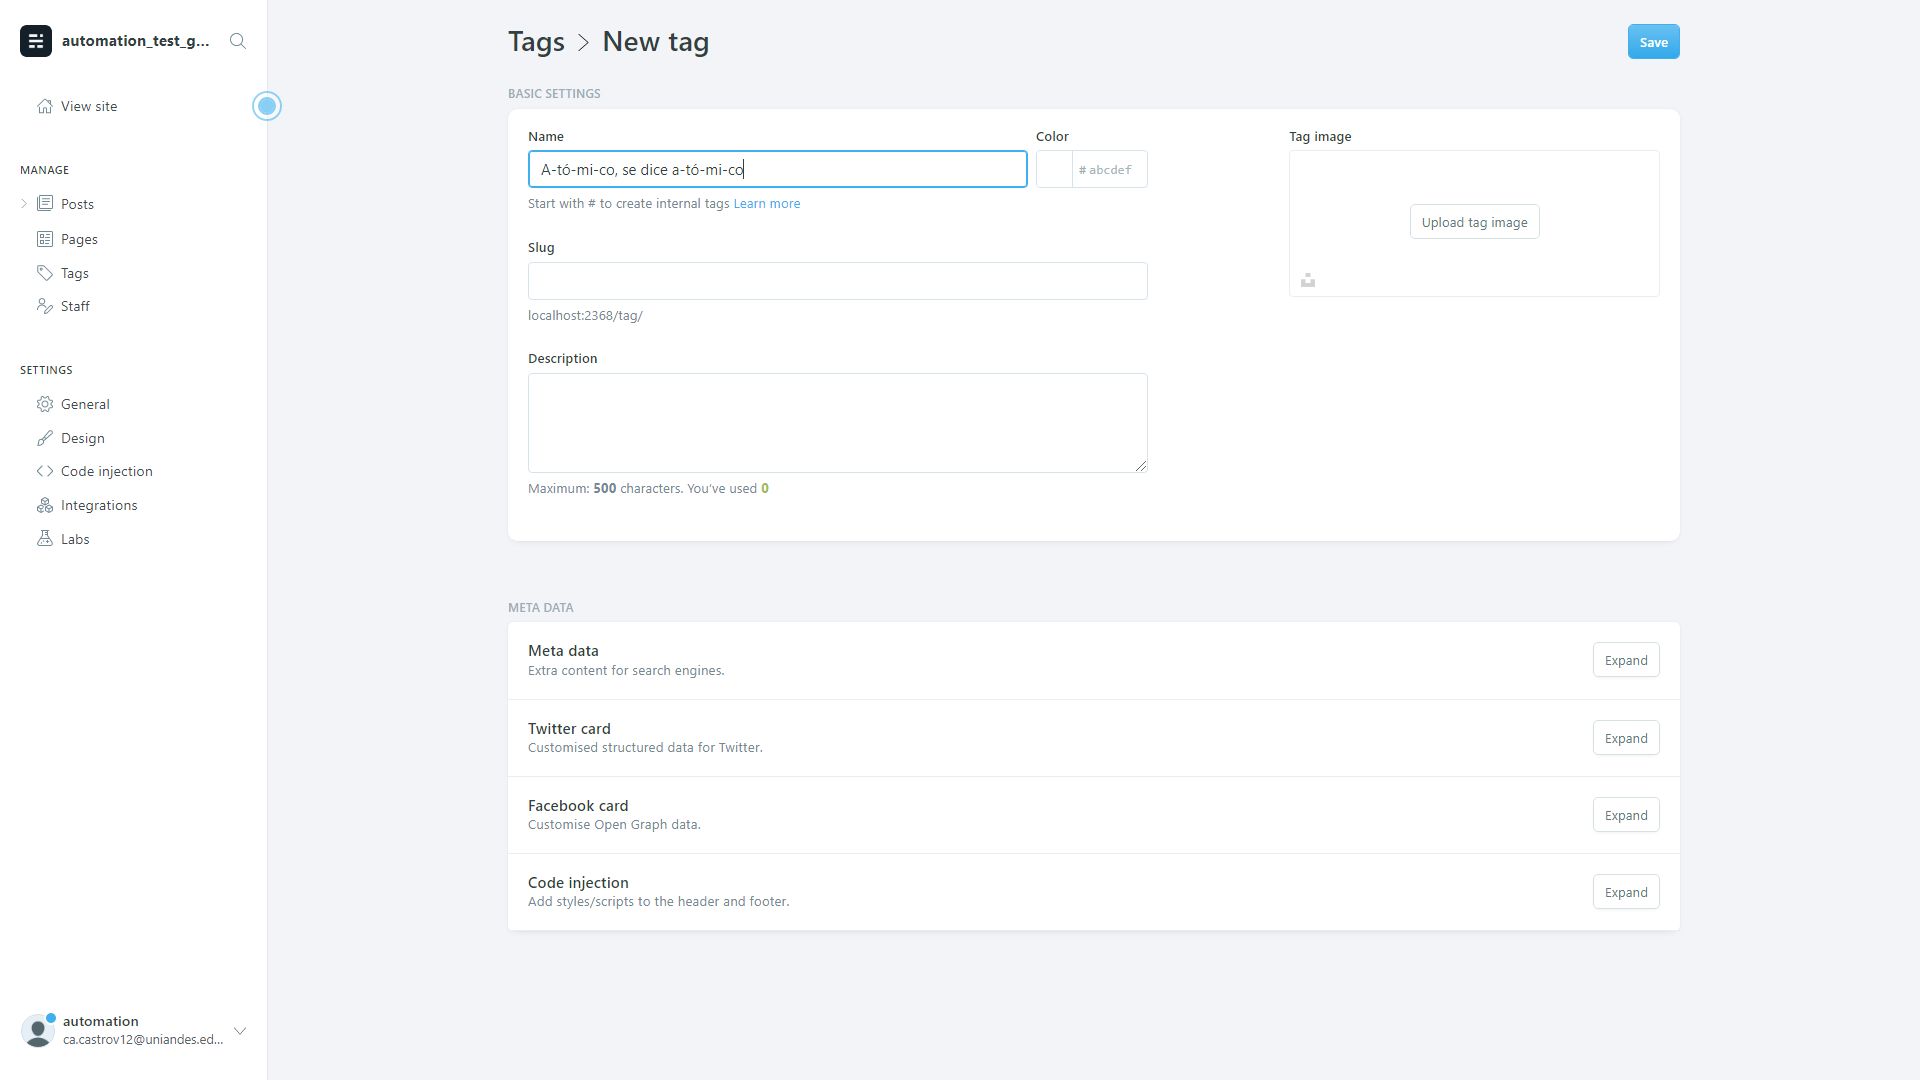 automation_test_g...
View site
MANAGE
Posts
Pages
Tags
Staff
SETTINGS
General
Design
Code injection
Integrations
Labs
automation
ca.castrov12@uniandes.ed...
Tags > New tag
Save
BASIC SETTINGS
Name
A-tó-mi-co, se dice a-tó-mi-co
Start with # to create internal tags Learn more
Color
# abcdef
Slug
localhost:2368/tag/
Description
Maximum: 500 characters. You've used 0
Tag image
Upload tag image
META DATA
Meta data
Extra content for search engines.
Expand
Twitter card
Customised structured data for Twitter.
Expand
Facebook card
Customise Open Graph data.
Expand
Code injection
Add styles/scripts to the header and footer.
Expand